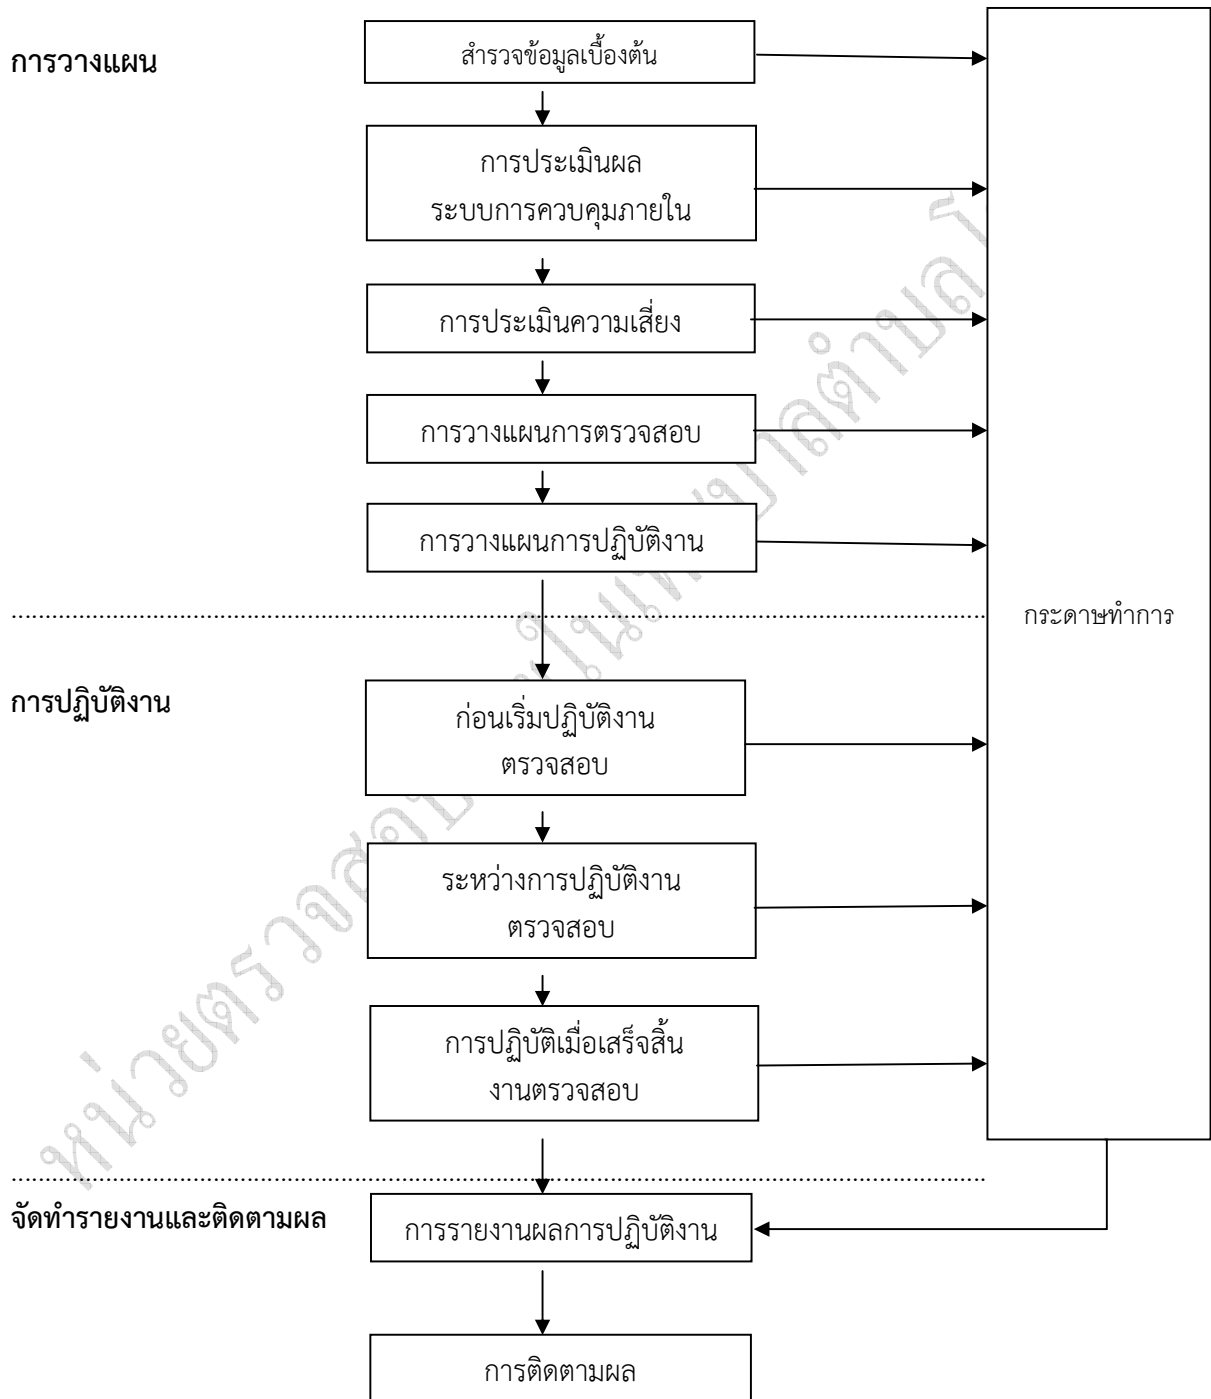 การวางแผน
สำรวจข้อมูลเบื้องต้น
การประเมินผล
ระบบการควบคุมภายใน
การประเมินความเสี่ยง
การวางแผนการตรวจสอบ
การวางแผนการปฏิบัติงาน
กระดาษทำการ
การปฏิบัติงาน
ก่อนเริ่มปฏิบัติงาน
ตรวจสอบ
ระหว่างการปฏิบัติงาน
ตรวจสอบ
การปฏิบัติเมื่อเสร็จสิ้น
งานตรวจสอบ
จัดทำรายงานและติดตามผล
การรายงานผลการปฏิบัติงาน
การติดตามผล
หน่วยตรวจสอบ